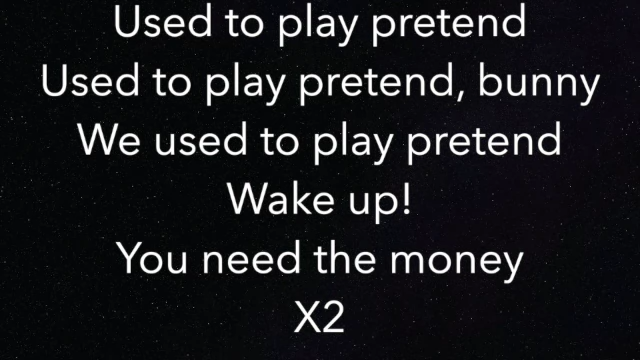 Used to play pretend
Used to play pretend, bunny
We used to play pretend
Wake up!
You need the money
X2